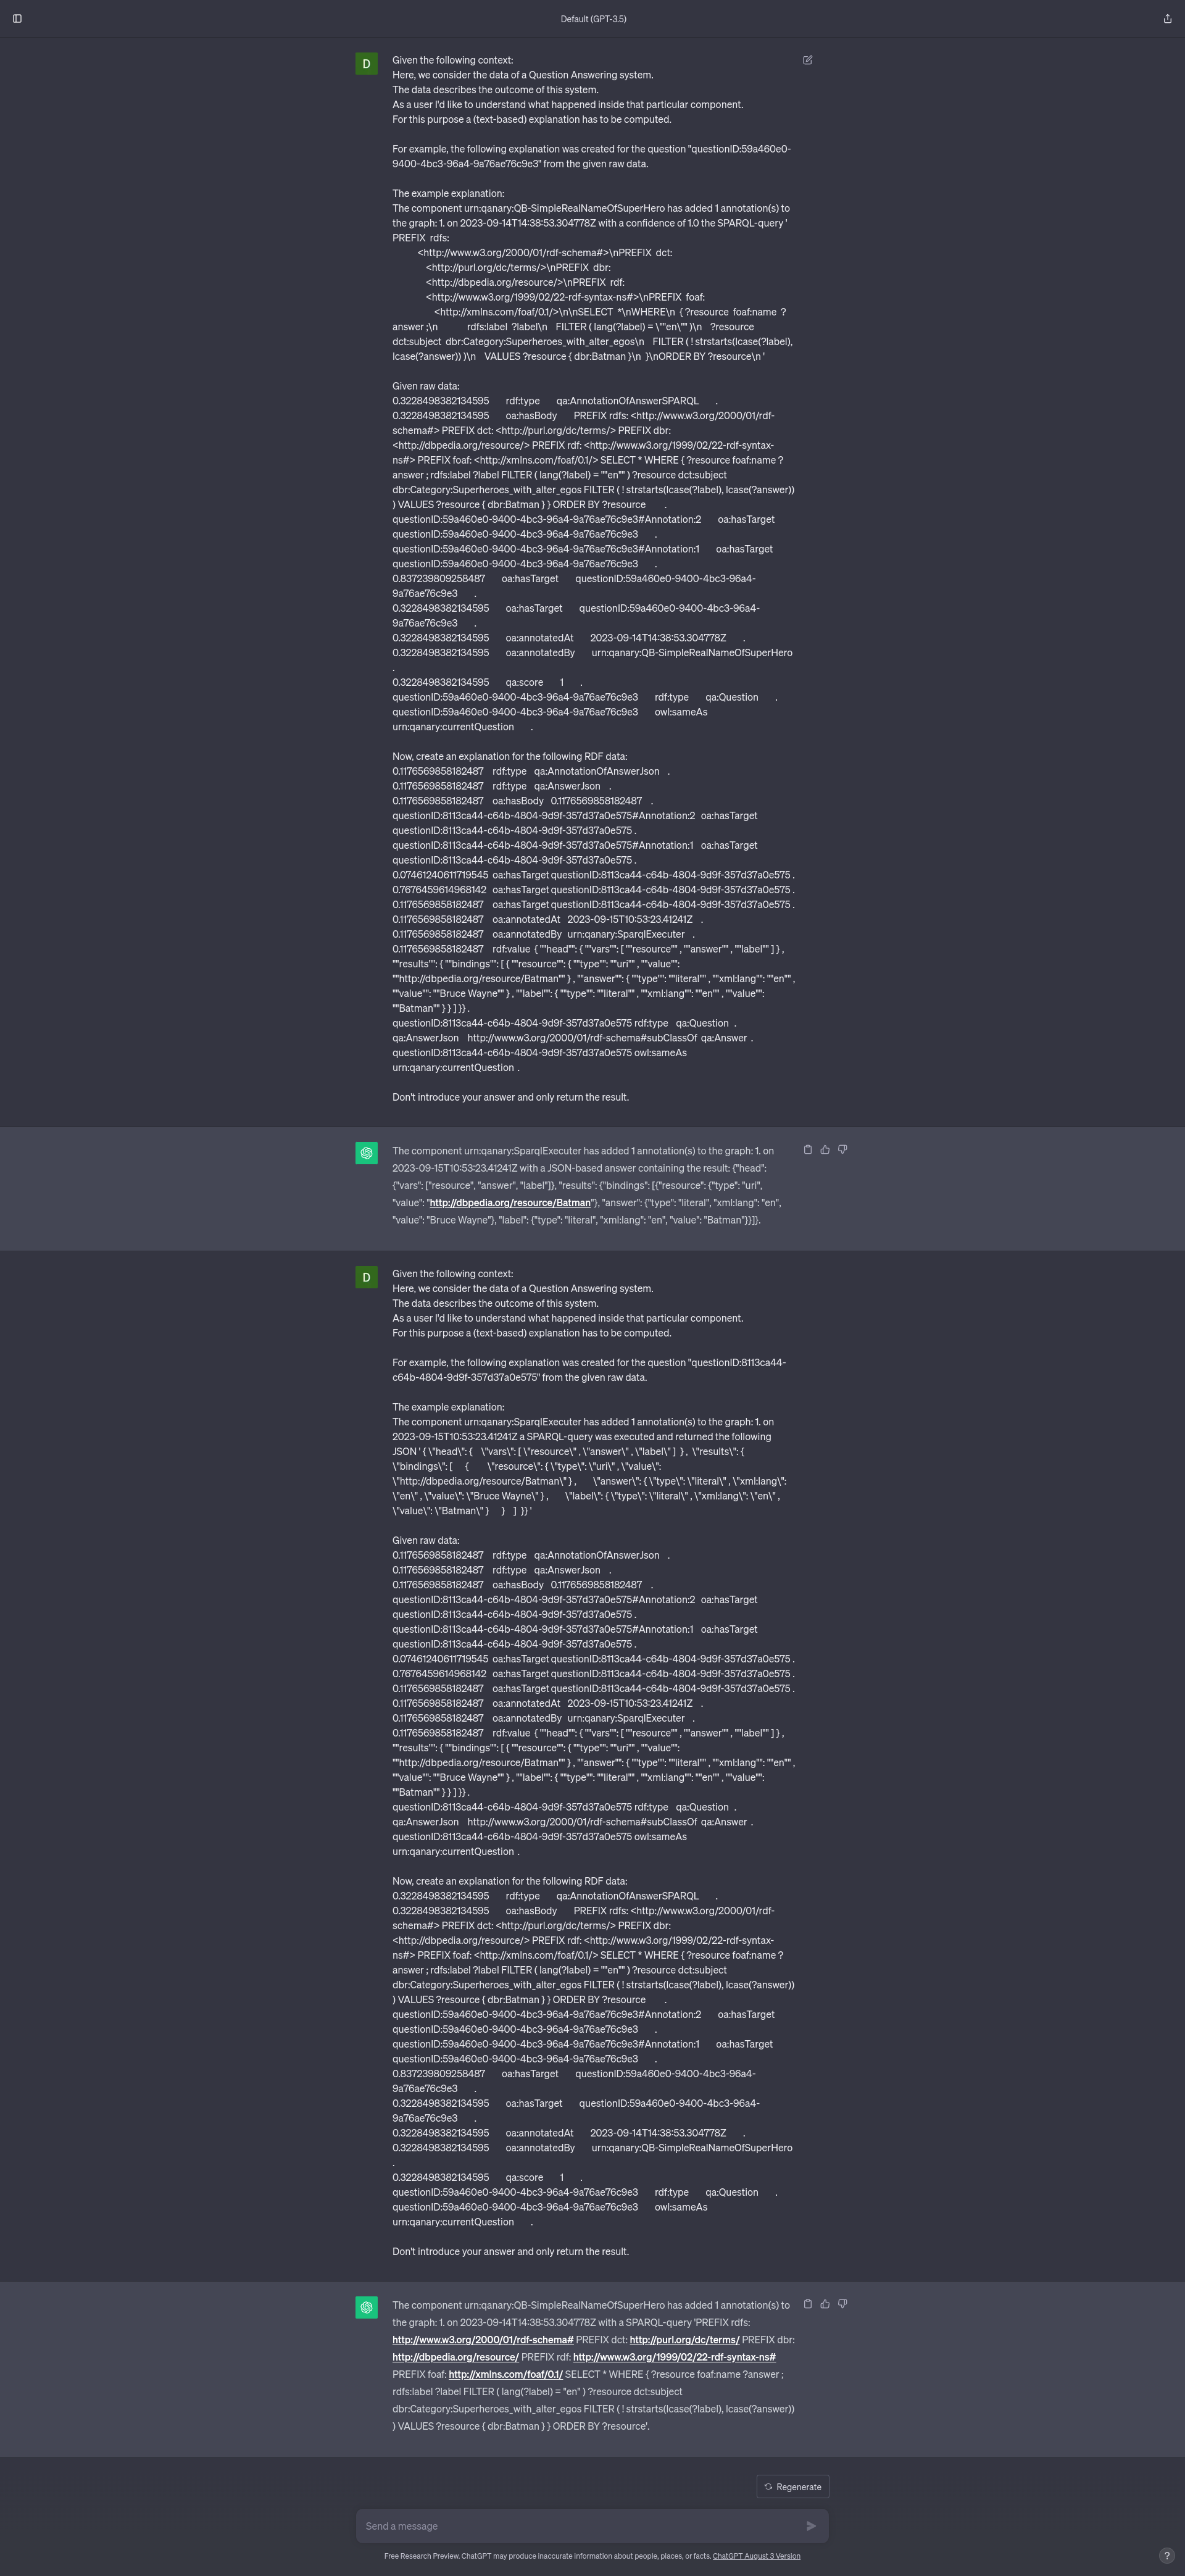 Default (GPT-3.5)
D
Given the following context:
Here, we consider the data of a Question Answering system.
The data describes the outcome of this system.
As a user I'd like to understand what happened inside that particular component.
For this purpose a (text-based) explanation has to be computed.
For example, the following explanation was created for the question "questionID:59a460e0-
9400-4bc3-96a4-9a76ae76c9e3" from the given raw data.
The example explanation:
The component urn:qanary:QB-SimpleRealNameOfSuperHero has added 1 annotation(s) to
the graph: 1. on 2023-09-14T14:38:53.304778Z with a confidence of 1.0 the SPARQL-query '
PREFIX rdfs:
<http://www.w3.org/2000/01/rdf-schema#>\nPREFIX dct:
<http://purl.org/dc/terms/>\nPREFIX dbr:
<http://dbpedia.org/resource/>\nPREFIX rdf:
<http://www.w3.org/1999/02/22-rdf-syntax-ns#>\nPREFIX foaf:
<http://xmlns.com/foaf/0.1/>\n\nSELECT *\nWHERE\n { ?resource foaf:name ?
answer ;\n rdfs:label ?label\n FILTER ( lang(?label) = \""en\"" )\n ?resource
dct:subject dbr:Category:Superheroes_with_alter_egos\n FILTER ( ! strstarts(lcase(?label),
lcase(?answer)) )\n VALUES ?resource { dbr:Batman }\n }\nORDER BY ?resource\n '
Given raw data:
0.3228498382134595 rdf:type qa:AnnotationOfAnswerSPARQL .
0.3228498382134595 oa:hasBody PREFIX rdfs: <http://www.w3.org/2000/01/rdf-
schema#> PREFIX dct: <http://purl.org/dc/terms/> PREFIX dbr:
<http://dbpedia.org/resource/> PREFIX rdf: <http://www.w3.org/1999/02/22-rdf-syntax-
ns#> PREFIX foaf: <http://xmlns.com/foaf/0.1/> SELECT * WHERE { ?resource foaf:name ?
answer ; rdfs:label ?label FILTER ( lang(?label) = ""en"" ) ?resource dct:subject
dbr:Category:Superheroes_with_alter_egos FILTER ( ! strstarts(lcase(?label), lcase(?answer))
) VALUES ?resource { dbr:Batman } } ORDER BY ?resource .
questionID:59a460e0-9400-4bc3-96a4-9a76ae76c9e3#Annotation:2 oa:hasTarget
questionID:59a460e0-9400-4bc3-96a4-9a76ae76c9e3 .
questionID:59a460e0-9400-4bc3-96a4-9a76ae76c9e3#Annotation:1 oa:hasTarget
questionID:59a460e0-9400-4bc3-96a4-9a76ae76c9e3 .
0.837239809258487 oa:hasTarget questionID:59a460e0-9400-4bc3-96a4-
9a76ae76c9e3 .
0.3228498382134595 oa:hasTarget questionID:59a460e0-9400-4bc3-96a4-
9a76ae76c9e3 .
0.3228498382134595 oa:annotatedAt 2023-09-14T14:38:53.304778Z .
0.3228498382134595 oa:annotatedBy urn:qanary:QB-SimpleRealNameOfSuperHero
.
0.3228498382134595 qa:score 1 .
questionID:59a460e0-9400-4bc3-96a4-9a76ae76c9e3 rdf:type qa:Question .
questionID:59a460e0-9400-4bc3-96a4-9a76ae76c9e3 owl:sameAs
urn:qanary:currentQuestion .
Now, create an explanation for the following RDF data:
0.1176569858182487 rdf:type qa:AnnotationOfAnswerJson .
0.1176569858182487 rdf:type qa:AnswerJson .
0.1176569858182487 oa:hasBody 0.1176569858182487 .
questionID:8113ca44-c64b-4804-9d9f-357d37a0e575#Annotation:2 oa:hasTarget
questionID:8113ca44-c64b-4804-9d9f-357d37a0e575 .
questionID:8113ca44-c64b-4804-9d9f-357d37a0e575#Annotation:1 oa:hasTarget
questionID:8113ca44-c64b-4804-9d9f-357d37a0e575 .
0.07461240611719545 oa:hasTarget questionID:8113ca44-c64b-4804-9d9f-357d37a0e575 .
0.7676459614968142 oa:hasTarget questionID:8113ca44-c64b-4804-9d9f-357d37a0e575 .
0.1176569858182487 oa:hasTarget questionID:8113ca44-c64b-4804-9d9f-357d37a0e575 .
0.1176569858182487 oa:annotatedAt 2023-09-15T10:53:23.41241Z .
0.1176569858182487 oa:annotatedBy urn:qanary:SparqlExecuter .
0.1176569858182487 rdf:value { ""head"": { ""vars"": [ ""resource"" , ""answer"" , ""label"" ] } ,
""results"": { ""bindings"": [ { ""resource"": { ""type"": ""uri"" , ""value"":
""http://dbpedia.org/resource/Batman"" } , ""answer"": { ""type"": ""literal"" , ""xml:lang"": ""en"" ,
""value"": ""Bruce Wayne"" } , ""label"": { ""type"": ""literal"" , ""xml:lang"": ""en"" , ""value"":
""Batman"" } } ] }} .
questionID:8113ca44-c64b-4804-9d9f-357d37a0e575 rdf:type qa:Question .
qa:AnswerJson http://www.w3.org/2000/01/rdf-schema#subClassOf qa:Answer .
questionID:8113ca44-c64b-4804-9d9f-357d37a0e575 owl:sameAs
urn:qanary:currentQuestion .
Don't introduce your answer and only return the result.
The component urn:qanary:SparqlExecuter has added 1 annotation(s) to the graph: 1. on
2023-09-15T10:53:23.41241Z with a JSON-based answer containing the result: {"head":
{"vars": ["resource", "answer", "label"]}, "results": {"bindings": [{"resource": {"type": "uri",
"value": "http://dbpedia.org/resource/Batman"}, "answer": {"type": "literal", "xml:lang": "en",
"value": "Bruce Wayne"}, "label": {"type": "literal", "xml:lang": "en", "value": "Batman"}}]}.
D
Given the following context:
Here, we consider the data of a Question Answering system.
The data describes the outcome of this system.
As a user I'd like to understand what happened inside that particular component.
For this purpose a (text-based) explanation has to be computed.
For example, the following explanation was created for the question "questionID:8113ca44-
c64b-4804-9d9f-357d37a0e575" from the given raw data.
The example explanation:
The component urn:qanary:SparqlExecuter has added 1 annotation(s) to the graph: 1. on
2023-09-15T10:53:23.41241Z a SPARQL-query was executed and returned the following
JSON ' { \"head\": { \"vars\": [ \"resource\" , \"answer\" , \"label\" ] } , \"results\": {
\"bindings\": [ { \"resource\": { \"type\": \"uri\" , \"value\":
\"http://dbpedia.org/resource/Batman\" } , \"answer\": { \"type\": \"literal\" , \"xml:lang\":
\"en\" , \"value\": \"Bruce Wayne\" } , \"label\": { \"type\": \"literal\" , \"xml:lang\": \"en\" ,
\"value\": \"Batman\" } } ] }} '
Given raw data:
0.1176569858182487 rdf:type qa:AnnotationOfAnswerJson .
0.1176569858182487 rdf:type qa:AnswerJson .
0.1176569858182487 oa:hasBody 0.1176569858182487 .
questionID:8113ca44-c64b-4804-9d9f-357d37a0e575#Annotation:2 oa:hasTarget
questionID:8113ca44-c64b-4804-9d9f-357d37a0e575 .
questionID:8113ca44-c64b-4804-9d9f-357d37a0e575#Annotation:1 oa:hasTarget
questionID:8113ca44-c64b-4804-9d9f-357d37a0e575 .
0.07461240611719545 oa:hasTarget questionID:8113ca44-c64b-4804-9d9f-357d37a0e575 .
0.7676459614968142 oa:hasTarget questionID:8113ca44-c64b-4804-9d9f-357d37a0e575 .
0.1176569858182487 oa:hasTarget questionID:8113ca44-c64b-4804-9d9f-357d37a0e575 .
0.1176569858182487 oa:annotatedAt 2023-09-15T10:53:23.41241Z .
0.1176569858182487 oa:annotatedBy urn:qanary:SparqlExecuter .
0.1176569858182487 rdf:value { ""head"": { ""vars"": [ ""resource"" , ""answer"" , ""label"" ] } ,
""results"": { ""bindings"": [ { ""resource"": { ""type"": ""uri"" , ""value"":
""http://dbpedia.org/resource/Batman"" } , ""answer"": { ""type"": ""literal"" , ""xml:lang"": ""en"" ,
""value"": ""Bruce Wayne"" } , ""label"": { ""type"": ""literal"" , ""xml:lang"": ""en"" , ""value"":
""Batman"" } } ] }} .
questionID:8113ca44-c64b-4804-9d9f-357d37a0e575 rdf:type qa:Question .
qa:AnswerJson http://www.w3.org/2000/01/rdf-schema#subClassOf qa:Answer .
questionID:8113ca44-c64b-4804-9d9f-357d37a0e575 owl:sameAs
urn:qanary:currentQuestion .
Now, create an explanation for the following RDF data:
0.3228498382134595 rdf:type qa:AnnotationOfAnswerSPARQL .
0.3228498382134595 oa:hasBody PREFIX rdfs: <http://www.w3.org/2000/01/rdf-
schema#> PREFIX dct: <http://purl.org/dc/terms/> PREFIX dbr:
<http://dbpedia.org/resource/> PREFIX rdf: <http://www.w3.org/1999/02/22-rdf-syntax-
ns#> PREFIX foaf: <http://xmlns.com/foaf/0.1/> SELECT * WHERE { ?resource foaf:name ?
answer ; rdfs:label ?label FILTER ( lang(?label) = ""en"" ) ?resource dct:subject
dbr:Category:Superheroes_with_alter_egos FILTER ( ! strstarts(lcase(?label), lcase(?answer))
) VALUES ?resource { dbr:Batman } } ORDER BY ?resource .
questionID:59a460e0-9400-4bc3-96a4-9a76ae76c9e3#Annotation:2 oa:hasTarget
questionID:59a460e0-9400-4bc3-96a4-9a76ae76c9e3 .
questionID:59a460e0-9400-4bc3-96a4-9a76ae76c9e3#Annotation:1 oa:hasTarget
questionID:59a460e0-9400-4bc3-96a4-9a76ae76c9e3 .
0.837239809258487 oa:hasTarget questionID:59a460e0-9400-4bc3-96a4-
9a76ae76c9e3 .
0.3228498382134595 oa:hasTarget questionID:59a460e0-9400-4bc3-96a4-
9a76ae76c9e3 .
0.3228498382134595 oa:annotatedAt 2023-09-14T14:38:53.304778Z .
0.3228498382134595 oa:annotatedBy urn:qanary:QB-SimpleRealNameOfSuperHero
.
0.3228498382134595 qa:score 1 .
questionID:59a460e0-9400-4bc3-96a4-9a76ae76c9e3 rdf:type qa:Question .
questionID:59a460e0-9400-4bc3-96a4-9a76ae76c9e3 owl:sameAs
urn:qanary:currentQuestion .
Don't introduce your answer and only return the result.
The component urn:qanary:QB-SimpleRealNameOfSuperHero has added 1 annotation(s) to
the graph: 1. on 2023-09-14T14:38:53.304778Z with a SPARQL-query 'PREFIX rdfs:
http://www.w3.org/2000/01/rdf-schema# PREFIX dct: http://purl.org/dc/terms/ PREFIX dbr:
http://dbpedia.org/resource/ PREFIX rdf: http://www.w3.org/1999/02/22-rdf-syntax-ns#
PREFIX foaf: http://xmlns.com/foaf/0.1/ SELECT * WHERE { ?resource foaf:name ?answer ;
rdfs:label ?label FILTER ( lang(?label) = "en" ) ?resource dct:subject
dbr:Category:Superheroes_with_alter_egos FILTER ( ! strstarts(lcase(?label), lcase(?answer))
) VALUES ?resource { dbr:Batman } } ORDER BY ?resource'.
Regenerate
Send a message
Free Research Preview. ChatGPT may produce inaccurate information about people, places, or facts. ChatGPT August 3 Version
?